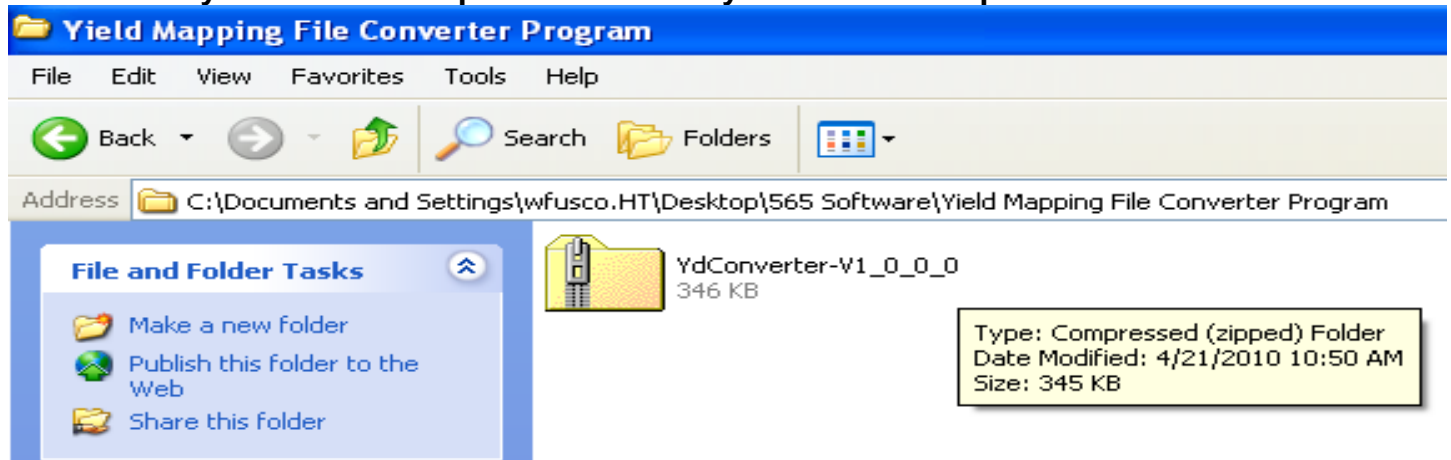 Yield Mapping File Converter Program
File Edit View Favorites Tools Help
Back Search Folders
Address C:\Documents and Settings\wfusco.HT\Desktop\565 Software\Yield Mapping File Converter Program
File and Folder Tasks
Make a new folder
Publish this folder to the
Web
Share this folder
YdConverter-V1_0_0_0
346 KB
Type: Compressed (zipped) Folder
Date Modified: 4/21/2010 10:50 AM
Size: 345 KB